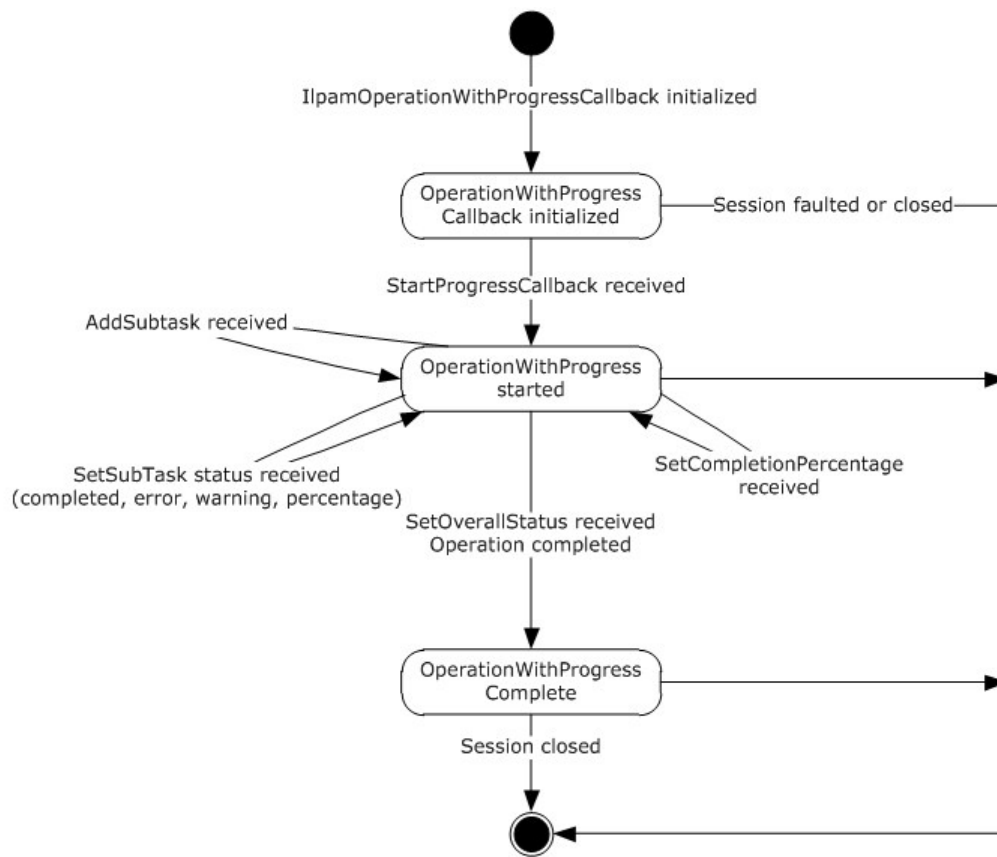 IlpamOperationWithProgressCallback initialized
OperationWithProgress
Callback initialized
Session faulted or closed
StartProgressCallback received
AddSubtask received
OperationWithProgress
started
SetSubTask status received
(completed, error, warning, percentage)
SetCompletionPercentage
received
SetOverallStatus received
Operation completed
OperationWithProgress
Complete
Session closed